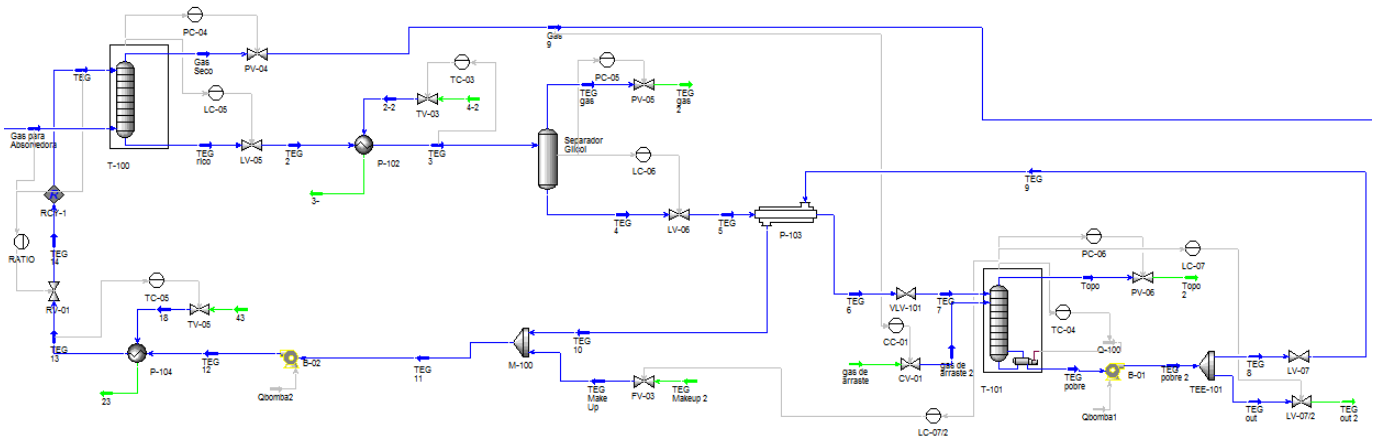 PC-04
Gas
9
TEG
Gas
Seco
PV-04
PC-05
TC-03
LC-05
TEG
gas
PV-05
TEG
gas
2
2-2
TV-03
4-2
Gas para
Absorvedora
T-100
TEG
rico
LV-05
TEG
2
P-102
TEG
3
Separador
Glicol
LC-06
3-
TEG
9
RCY-1
TEG
4
LV-06
TEG
5
P-103
RATIO
TEG
14
PC-06
LC-07
TC-05
RV-01
18
TV-05
43
TEG
6
VLV-101
TEG
7
Topo
PV-06
Topo
2
TC-04
CC-01
TEG
10
M-100
TEG
13
P-104
TEG
12
B-02
TEG
11
gas de
arraste
CV-01
gas de
arraste 2
Q-100
TEG
8
LV-07
T-101
TEG
pobre
B-01
TEG
pobre 2
TEE-101
23
Qbomba2
TEG
Make
Up
FV-03
TEG
Makeup 2
LC-07/2
Qbomba1
TEG
out
LV-07/2
TEG
out 2